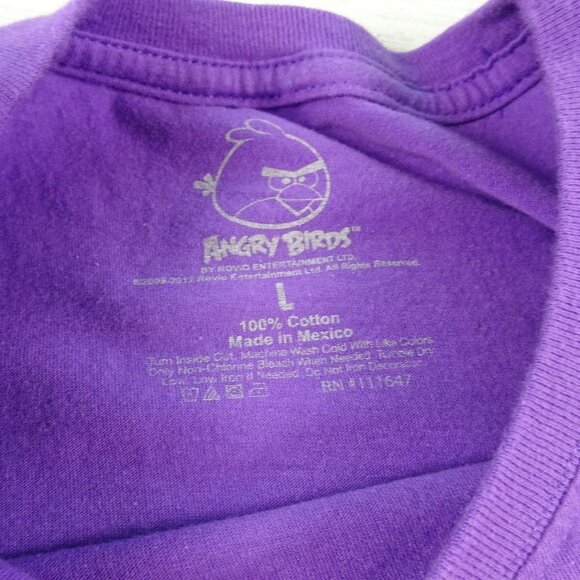 ANGRY BIRDS™
BY ROVIO ENTERTAINMENT LTD.
©2009-2012 Rovio Entertainment Ltd. All Rights Reserved.
L
100% Cotton
Made in Mexico
Turn Inside Out, Machine Wash Cold With Like Colors
Only Non-Chlorine Bleach When Needed, Tumble Dry
Low, Low Iron If Needed, Do Not Iron Decoration
RN #111647